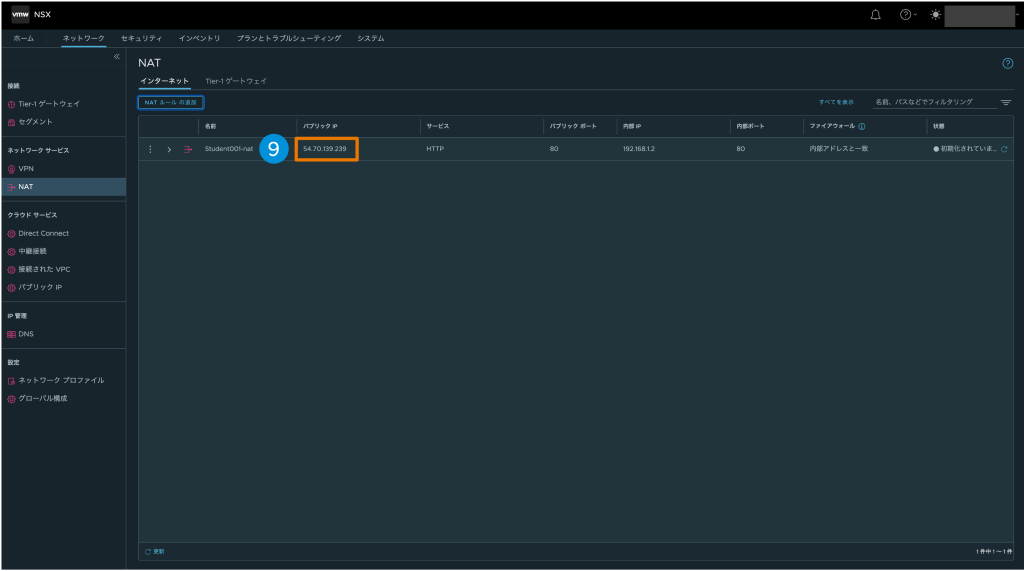 vmw NSX
ホーム ネットワーク セキュリティ インベントリ プランとトラブルシューティング システム
接続
Tier-1 ゲートウェイ
セグメント
ネットワーク サービス
VPN
NAT
クラウド サービス
Direct Connect
中継接続
接続された VPC
パブリック IP
IP 管理
DNS
設定
ネットワーク プロファイル
グローバル構成
NAT
インターネット Tier-1 ゲートウェイ
NAT ルール の追加 すべてを表示 名前、パスなどでフィルタリング
名前 パブリック IP サービス パブリック ポート 内部 IP 内部ポート ファイアウォール 状態
Student001-nat 9 54.70.139.239 HTTP 80 192.168.1.2 80 内部アドレスと一致 初期化されていま...
更新 1 件中 1 ～ 1 件